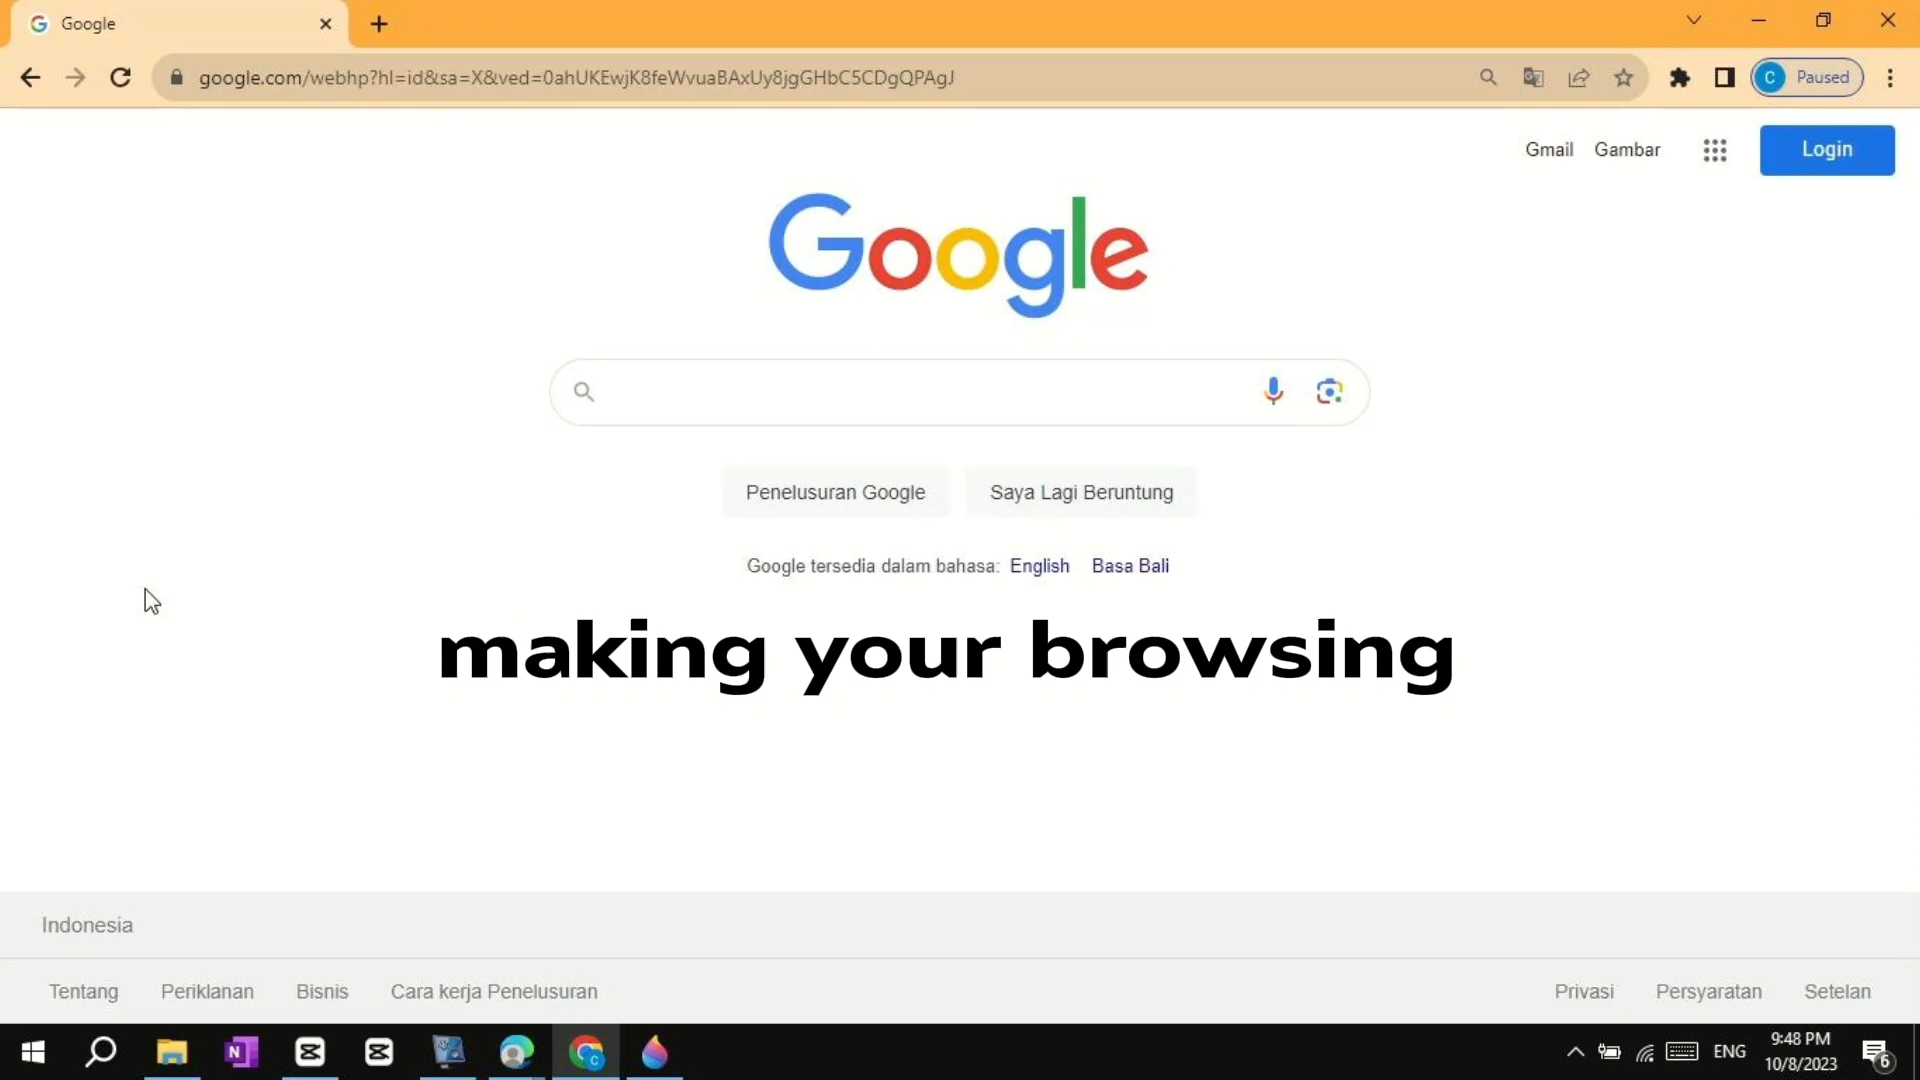 Google
google.com/webhp?hl=id&sa=X&ved=0ahUKEwjK8feWvuaBAxUy8jgGHbC5CDgQPAgJ
C Paused
Gmail Gambar Login
Google
Penelusuran Google Saya Lagi Beruntung
Google tersedia dalam bahasa: English Basa Bali
making your browsing
Indonesia
Tentang Periklanan Bisnis Cara kerja Penelusuran Privasi Persyaratan Setelan
N C ENG 9:48 PM
10/8/2023 6